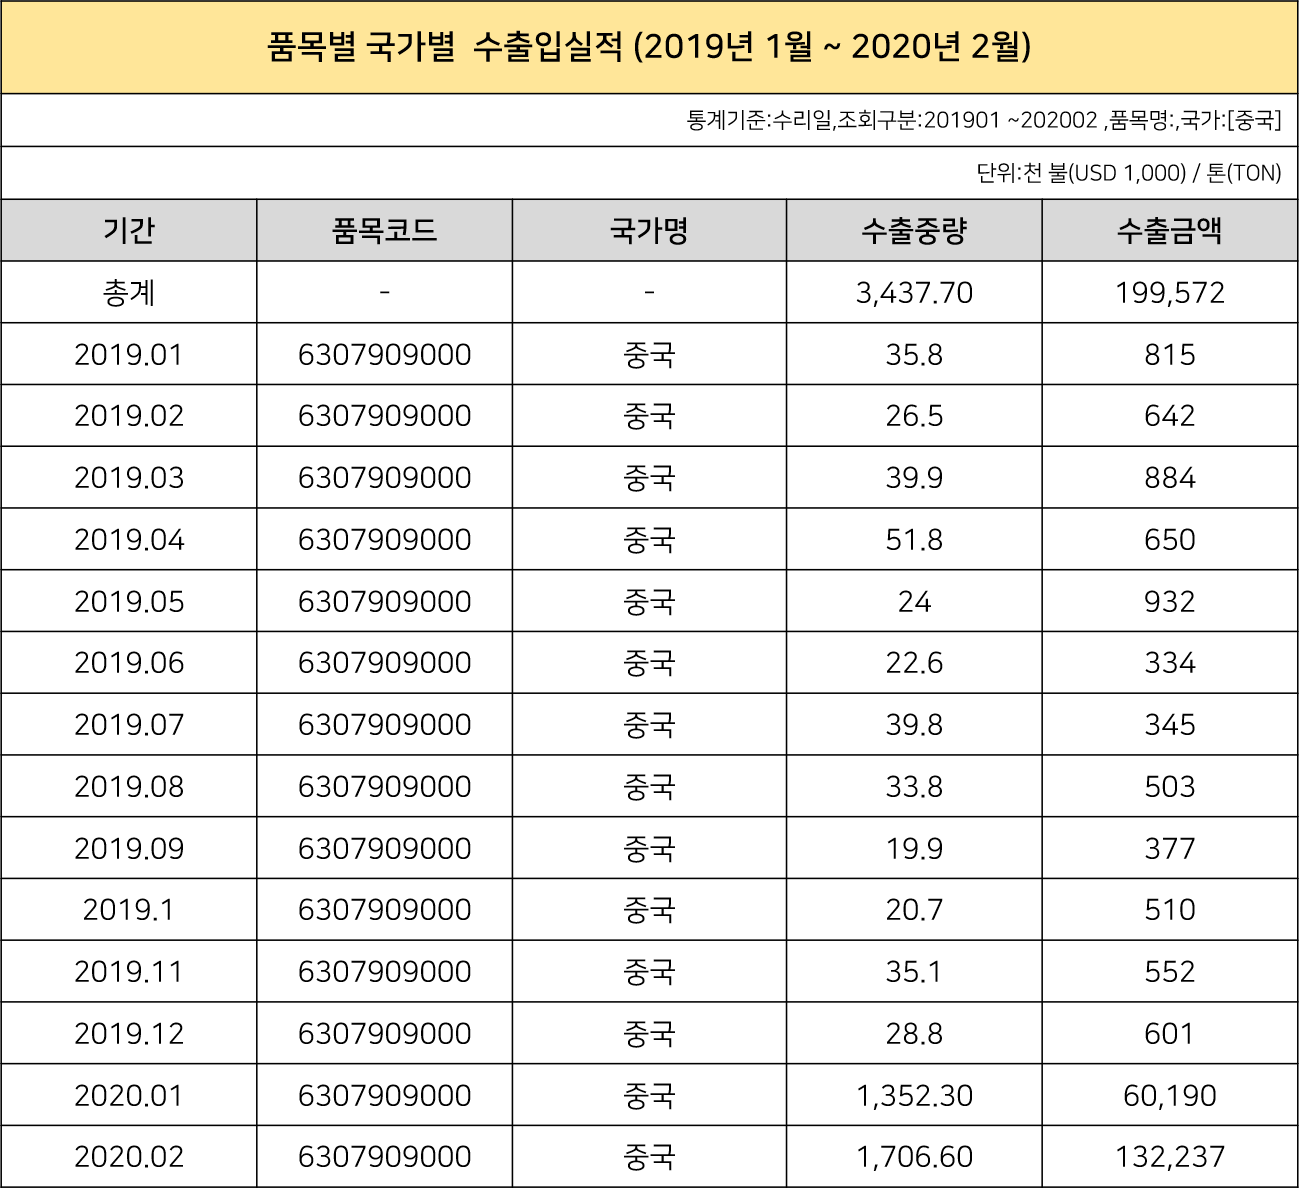 품목별 국가별  수출입실적 (2019년 1월 ~ 2020년 2월)
통계기준:수리일,조회구분:201901 ~202002 ,품목명:,국가:[중국]
단위:천 불(USD 1,000) / 톤(TON)
기간 품목코드 국가명 수출중량 수출금액
총계 - - 3,437.70 199,572
2019.01 6307909000 중국 35.8 815
2019.02 6307909000 중국 26.5 642
2019.03 6307909000 중국 39.9 884
2019.04 6307909000 중국 51.8 650
2019.05 6307909000 중국 24 932
2019.06 6307909000 중국 22.6 334
2019.07 6307909000 중국 39.8 345
2019.08 6307909000 중국 33.8 503
2019.09 6307909000 중국 19.9 377
2019.1 6307909000 중국 20.7 510
2019.11 6307909000 중국 35.1 552
2019.12 6307909000 중국 28.8 601
2020.01 6307909000 중국 1,352.30 60,190
2020.02 6307909000 중국 1,706.60 132,237